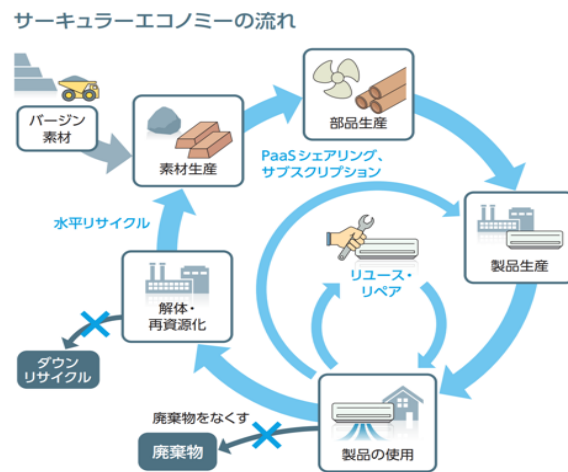 サーキュラーエコノミーの流れ
バージン
素材
素材生産
部品生産
PaaSシェアリング、
サブスクリプション
水平リサイクル
製品生産
リユース・
リペア
解体・
再資源化
ダウン
リサイクル
廃棄物をなくす
廃棄物
製品の使用